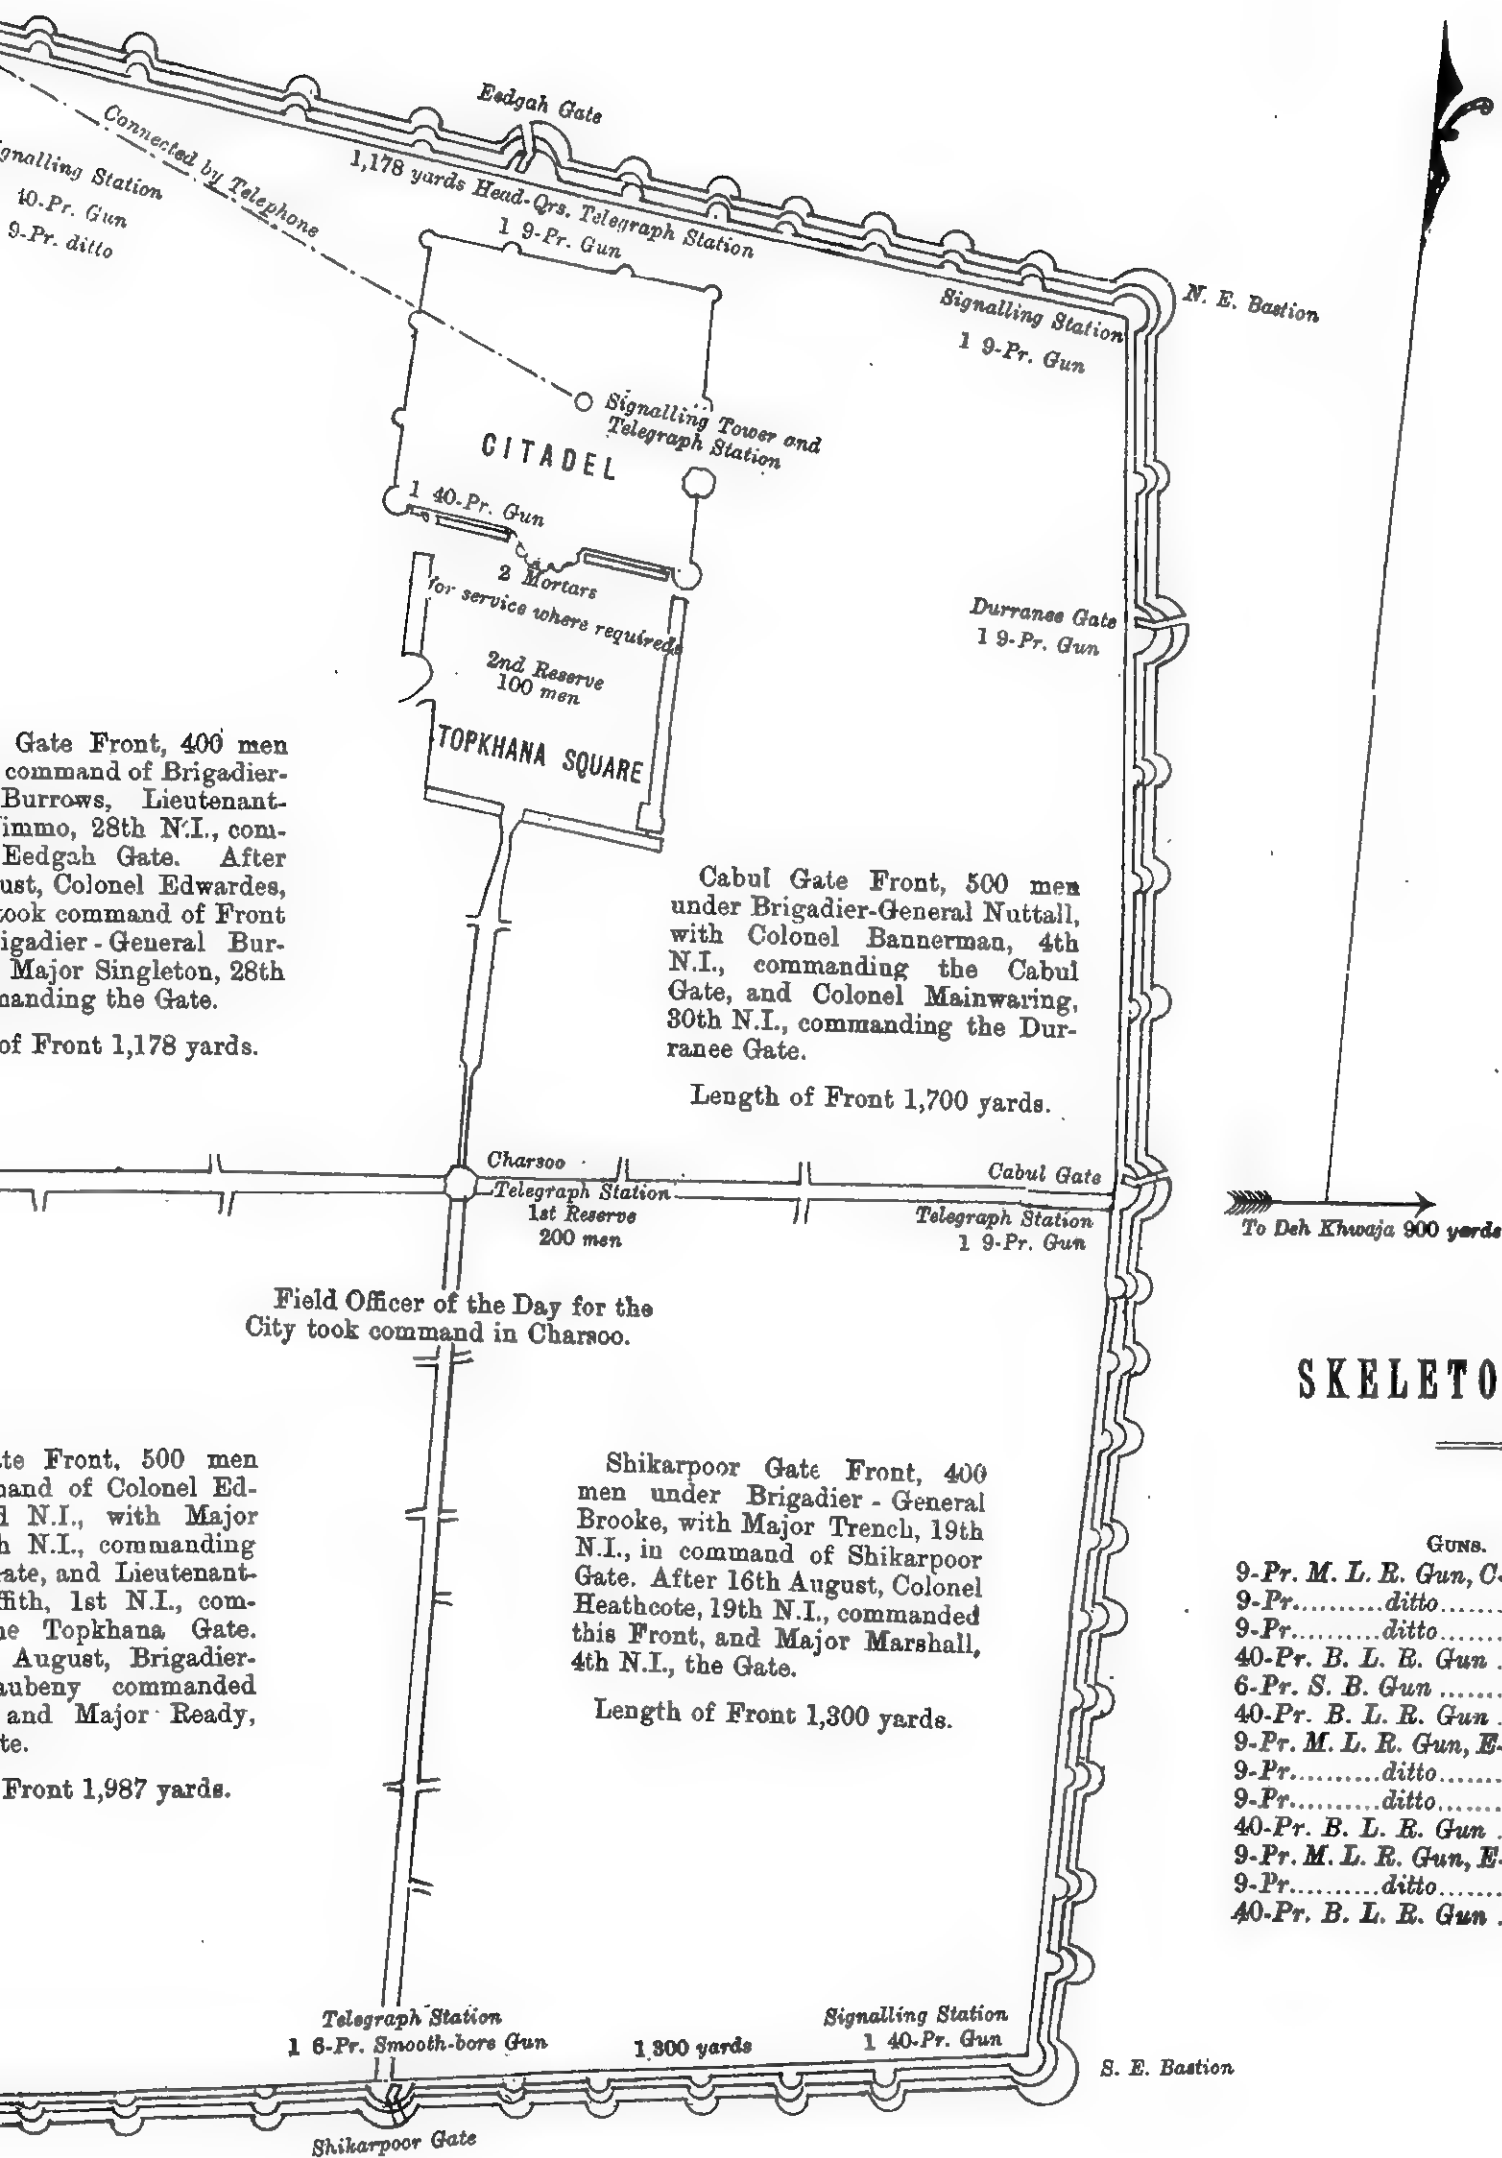 Eedgah Gate
Connected by Telephone
1,178 yards Head-Qrs. Telegraph Station
1 9-Pr. Gun
Signalling Station
10-Pr. Gun
9-Pr. ditto
N. E. Bastion
Signalling Station
1 9-Pr. Gun
Signalling Tower and
Telegraph Station
CITADEL
1 40-Pr. Gun
2 Mortars
for service where required
2nd Reserve
100 men
TOPKHANA SQUARE
Durranee Gate
1 9-Pr. Gun
Gate Front, 400 men
command of Brigadier-
Burrows, Lieutenant-
immo, 28th N.I., com-
Eedgah Gate. After
ust, Colonel Edwardes,
took command of Front
igadier-General Bur-
Major Singleton, 28th
manding the Gate.
of Front 1,178 yards.
Cabul Gate Front, 500 men
under Brigadier-General Nuttall,
with Colonel Bannerman, 4th
N.I., commanding the Cabul
Gate, and Colonel Mainwaring,
30th N.I., commanding the Dur-
ranee Gate.
Length of Front 1,700 yards.
Charsoo
Telegraph Station
1st Reserve
200 men
Cabul Gate
Telegraph Station
1 9-Pr. Gun
To Deh Khwaja 900 yards
Field Officer of the Day for the
City took command in Charsoo.
SKELETO
te Front, 500 men
mand of Colonel Ed-
d N.I., with Major
h N.I., commanding
ate, and Lieutenant-
ffith, 1st N.I., com-
he Topkhana Gate.
August, Brigadier-
aubeny commanded
and Major Ready,
te.
Front 1,987 yards.
Shikarpoor Gate Front, 400
men under Brigadier-General
Brooke, with Major Trench, 19th
N.I., in command of Shikarpoor
Gate. After 16th August, Colonel
Heathcote, 19th N.I., commanded
this Front, and Major Marshall,
4th N.I., the Gate.
Length of Front 1,300 yards.
GUNS.
9-Pr. M. L. R. Gun, C-
9-Pr..........ditto.......
9-Pr..........ditto.......
40-Pr. B. L. R. Gun .
6-Pr. S. B. Gun .......
40-Pr. B. L. R. Gun .
9-Pr. M. L. R. Gun, E-
9-Pr..........ditto.......
9-Pr..........ditto.......
40-Pr. B. L. R. Gun .
9-Pr. M. L. R. Gun, E-
9-Pr..........ditto.......
40-Pr. B. L. R. Gun .
Telegraph Station
1 6-Pr. Smooth-bore Gun
1,300 yards
Signalling Station
1 40-Pr. Gun
S. E. Bastion
Shikarpoor Gate